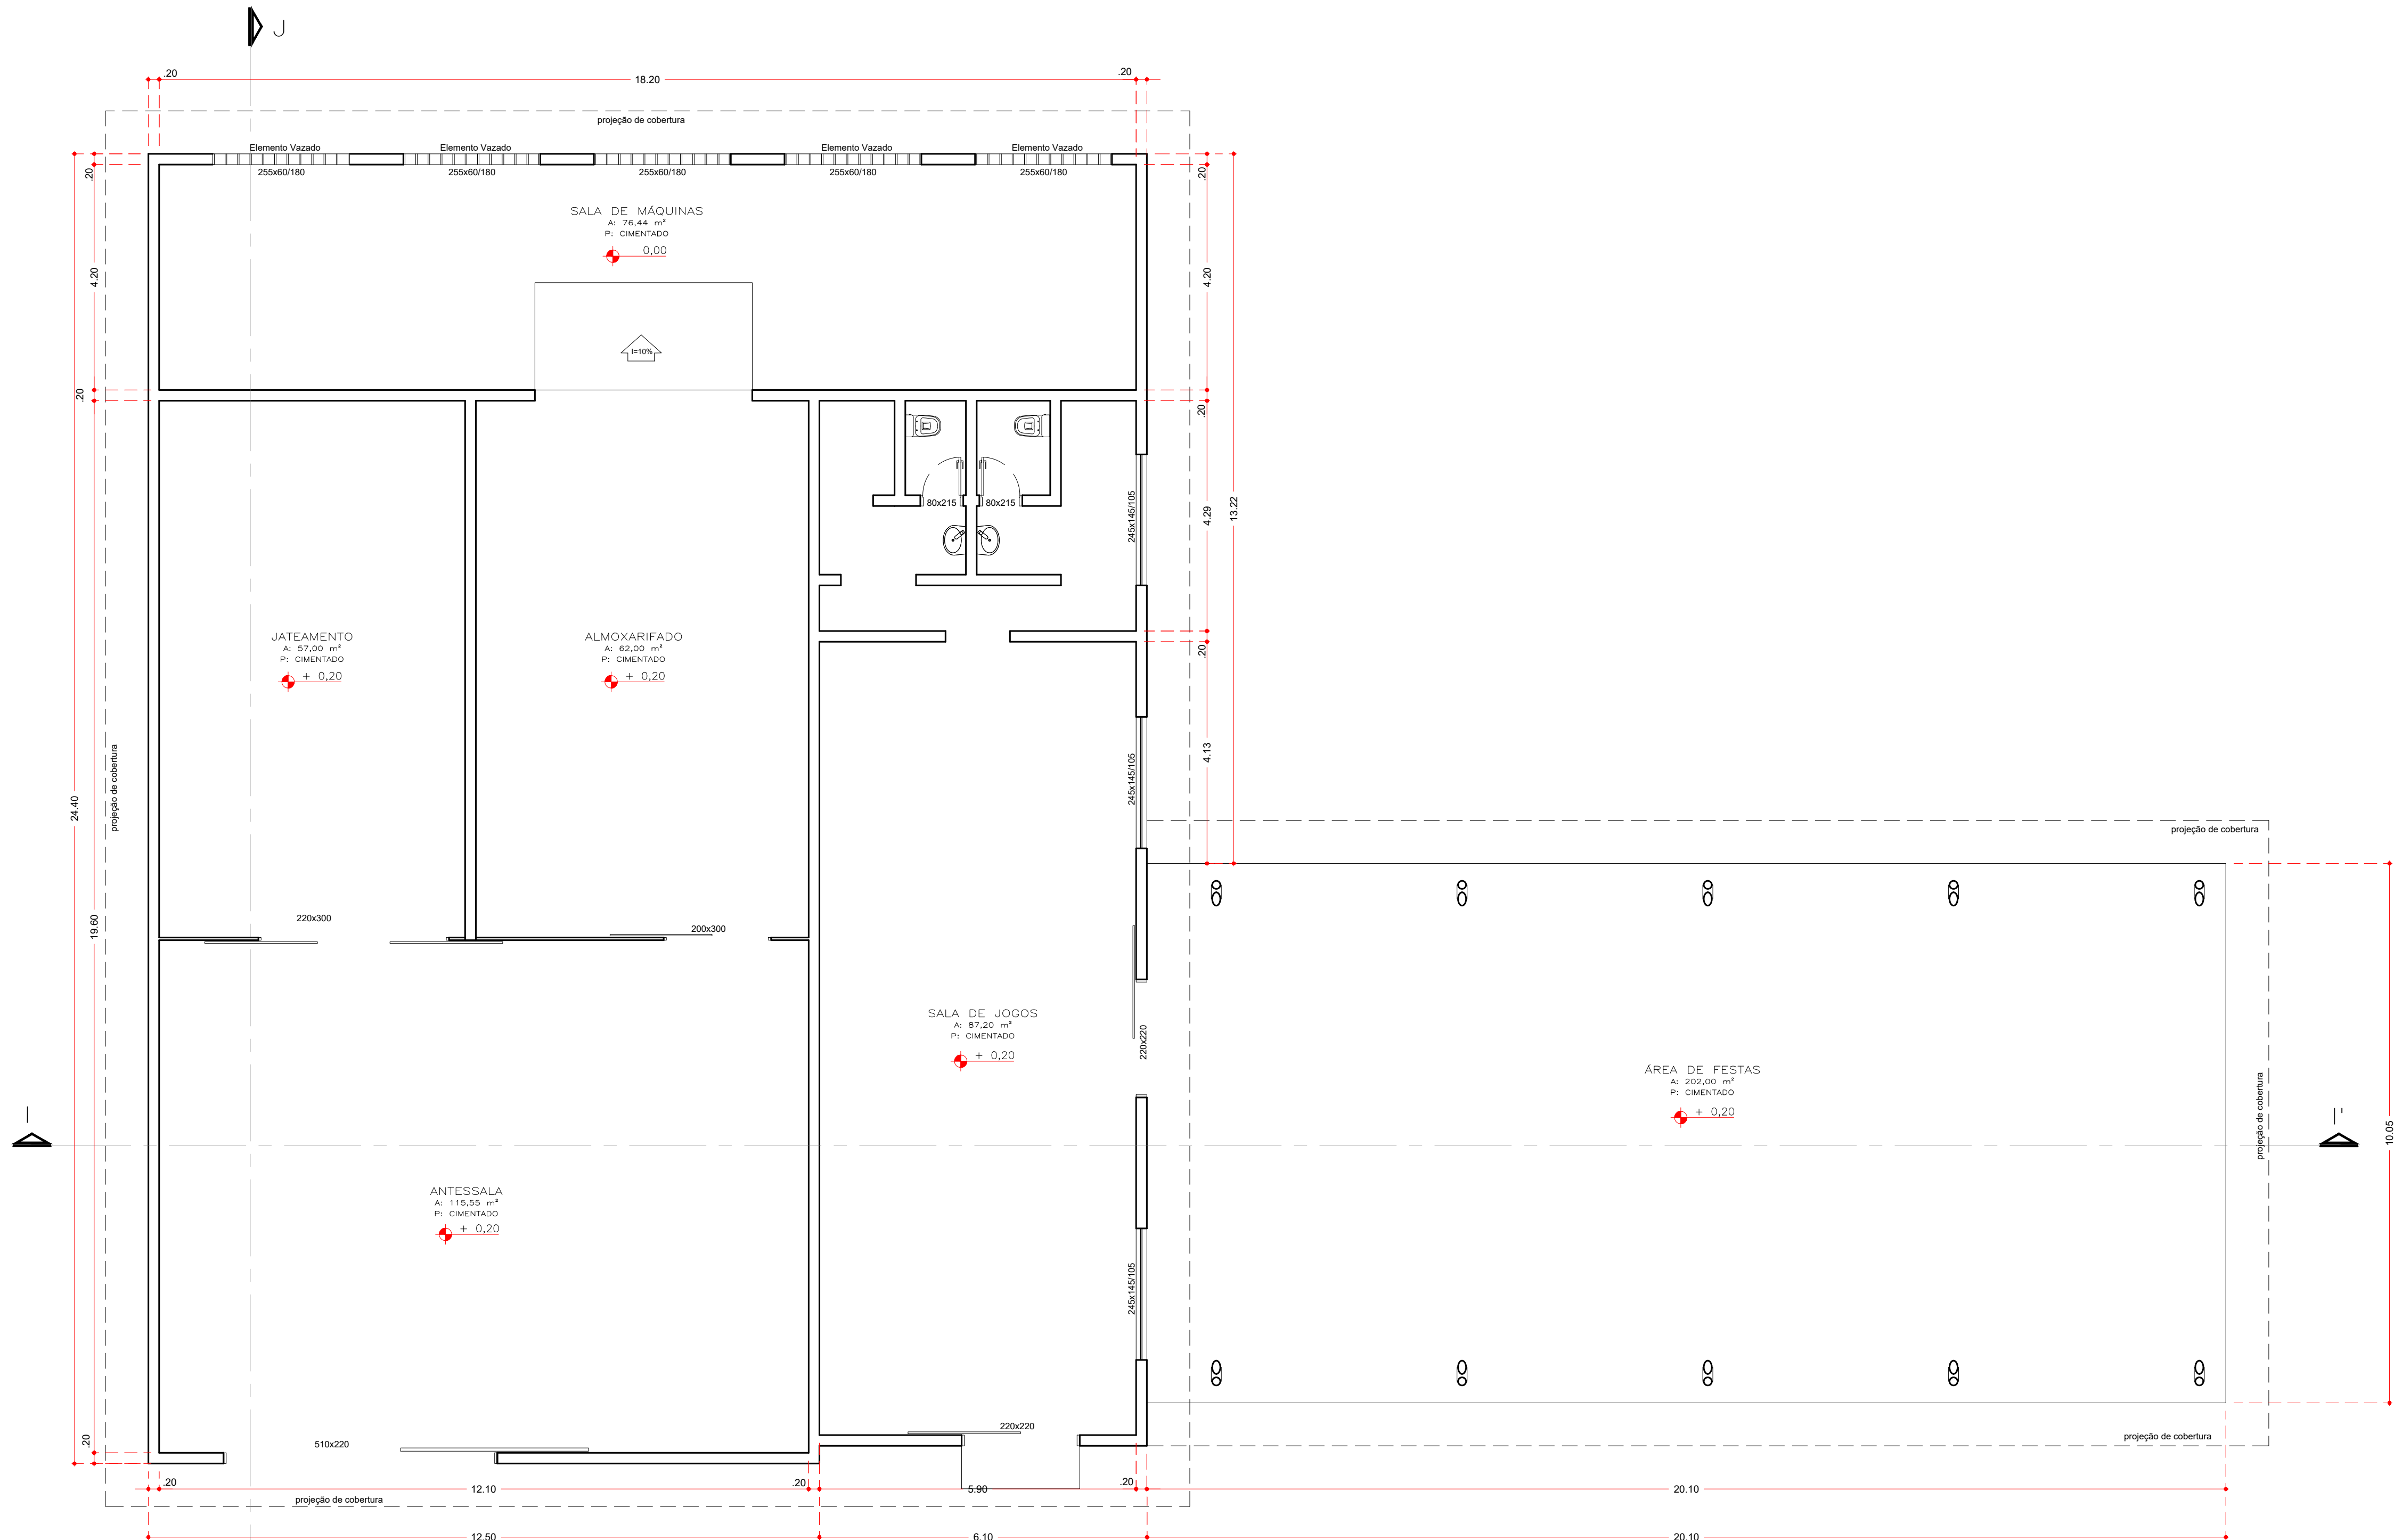 J
.20
18.20
.20
projeção de cobertura
Elemento Vazado
Elemento Vazado
Elemento Vazado
Elemento Vazado
255x60/180
255x60/180
255x60/180
255x60/180
255x60/180
.20
.20
SALA DE MÁQUINAS
A: 76,44 m²
P: CIMENTADO
0,00
4.20
4.20
I=10%
.20
.20
80x215
80x215
245x145/105
4.29
13.22
JATEAMENTO
A: 57,00 m²
P: CIMENTADO
+ 0,20
ALMOXARIFADO
A: 62,00 m²
P: CIMENTADO
+ 0,20
.20
projeção de cobertura
24.40
245x145/105
4.13
projeção de cobertura
19.60
220x300
200x300
SALA DE JOGOS
A: 87,20 m²
P: CIMENTADO
+ 0,20
220x220
ÁREA DE FESTAS
A: 202,00 m²
P: CIMENTADO
+ 0,20
projeção de cobertura
10.05
I
I'
ANTESSALA
A: 115,55 m²
P: CIMENTADO
+ 0,20
245x145/105
.20
510x220
220x220
projeção de cobertura
.20
12.10
.20
5.90
.20
20.10
projeção de cobertura
12.50
6.10
20.10